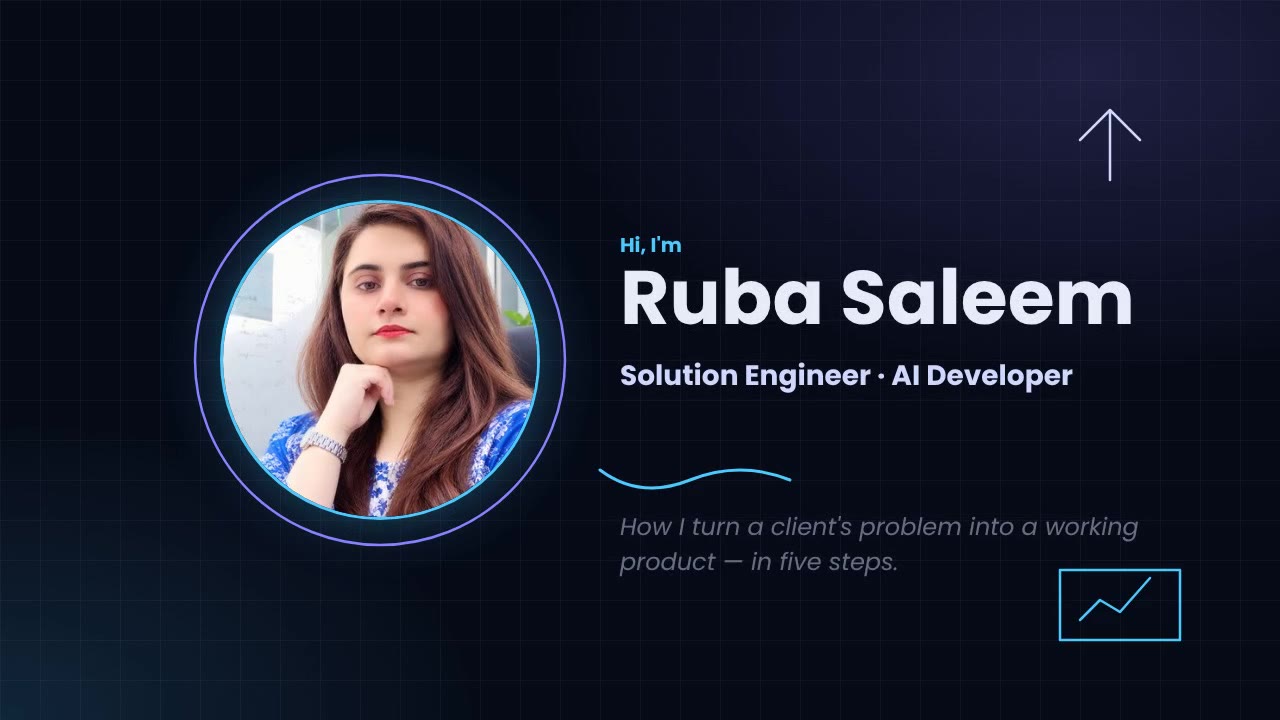 Hi, I'm
Ruba Saleem
Solution Engineer · AI Developer
How I turn a client's problem into a working
product — in five steps.